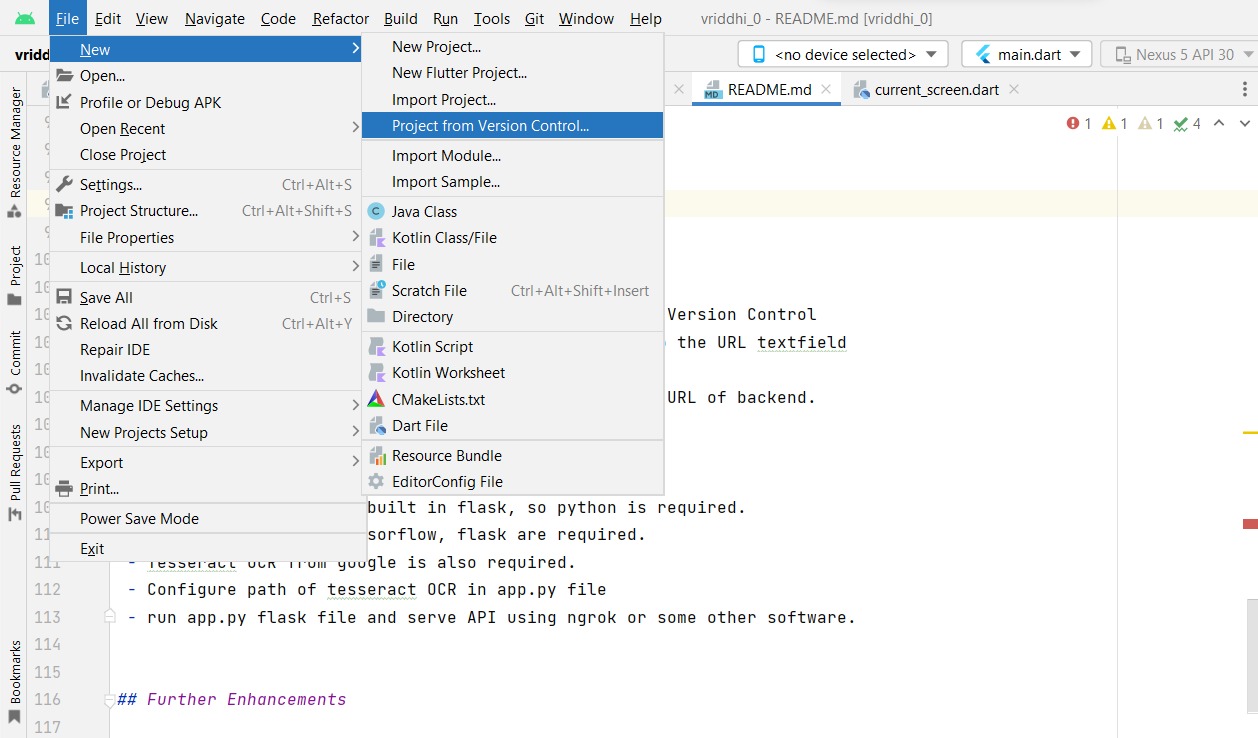 File Edit View Navigate Code Refactor Build Run Tools Git Window Help vriddhi_0 - README.md [vriddhi_0]
vriddh
<no device selected> main.dart Nexus 5 API 30
README.md current_screen.dart
1 1 1 4
Resource Manager
Project
Commit
Pull Requests
Bookmarks
New
Open...
Profile or Debug APK
Open Recent
Close Project
Settings... Ctrl+Alt+S
Project Structure... Ctrl+Alt+Shift+S
File Properties
Local History
Save All Ctrl+S
Reload All from Disk Ctrl+Alt+Y
Repair IDE
Invalidate Caches...
Manage IDE Settings
New Projects Setup
Export
Print...
Power Save Mode
Exit
New Project...
New Flutter Project...
Import Project...
Project from Version Control...
Import Module...
Import Sample...
Java Class
Kotlin Class/File
File
Scratch File Ctrl+Alt+Shift+Insert
Directory
Kotlin Script
Kotlin Worksheet
CMakeLists.txt
Dart File
Resource Bundle
EditorConfig File
Version Control
the URL textfield
URL of backend.
built in flask, so python is required.
sorflow, flask are required.
111 - Tesseract OCR from google is also required.
112 - Configure path of tesseract OCR in app.py file
113 - run app.py flask file and serve API using ngrok or some other software.
114
115
116 ## Further Enhancements
117